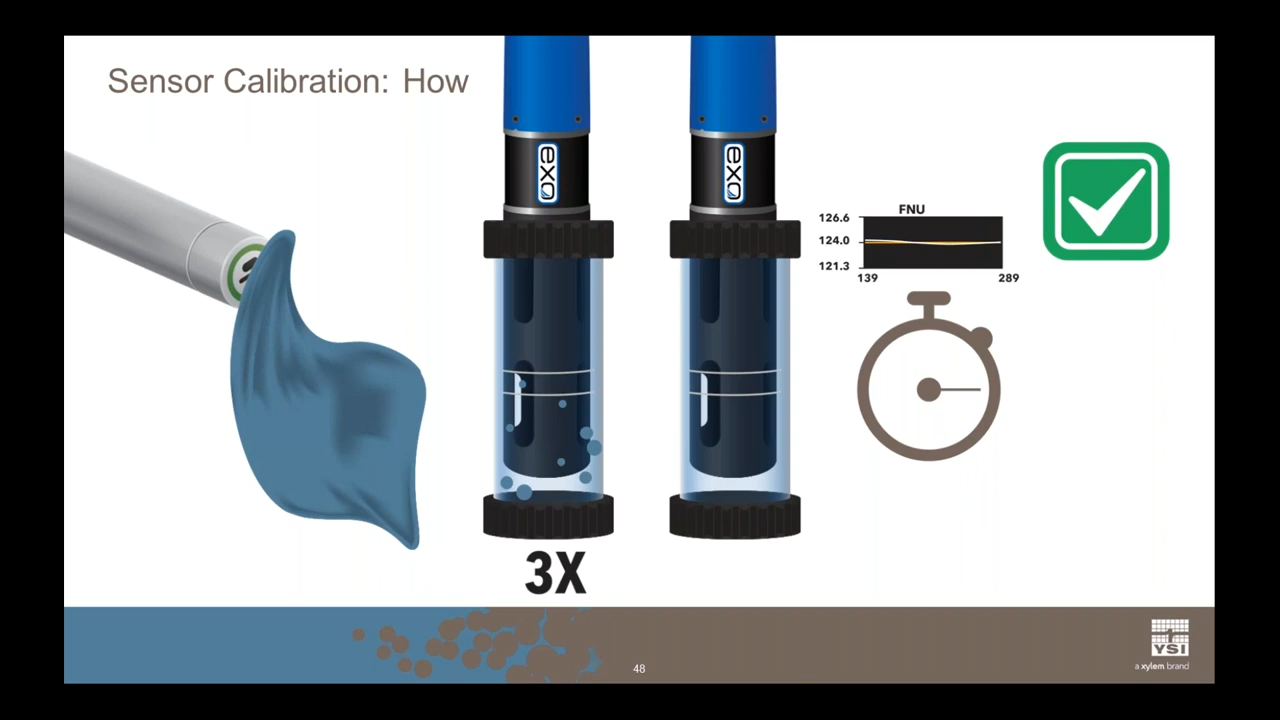 Sensor Calibration: How
exo
exo
FNU
126.6
124.0
121.3
139
289
3X
48
YSI
a xylem brand